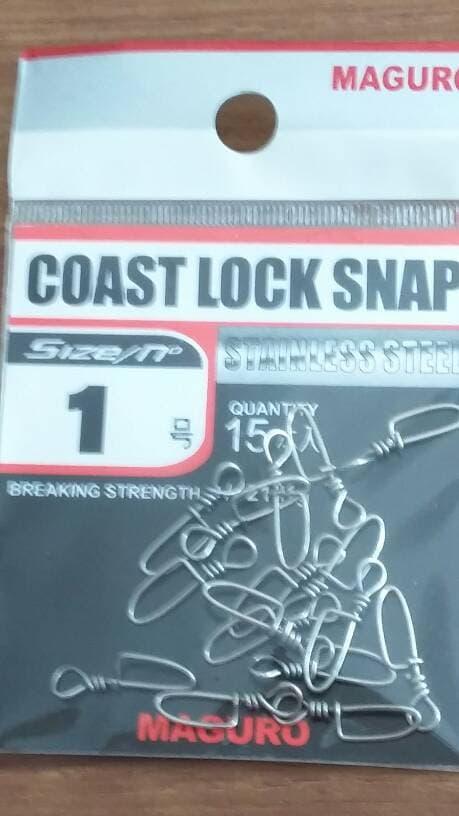 MAGURO
COAST LOCK SNAP
Size/n°
STAINLESS STEEL
1 号
QUANTITY
15
BREAKING STRENGTH
MAGURO